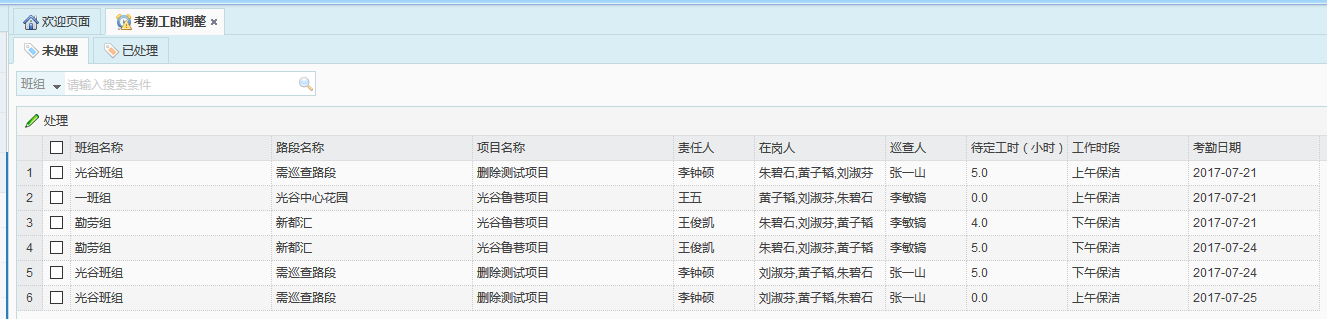 欢迎页面 考勤工时调整
未处理 已处理
班组 请输入搜索条件
处理
班组名称 路段名称 项目名称 责任人 在岗人 巡查人 待定工时（小时） 工作时段 考勤日期
1 光谷班组 需巡查路段 删除测试项目 李钟硕 朱碧石,黄子韬,刘淑芬 张一山 5.0 上午保洁 2017-07-21
2 一班组 光谷中心花园 光谷鲁巷项目 王五 黄子韬,刘淑芬,朱碧石 李敏镐 0.0 上午保洁 2017-07-21
3 勤劳组 新都汇 光谷鲁巷项目 王俊凯 朱碧石,刘淑芬,黄子韬 李敏镐 4.0 下午保洁 2017-07-21
4 勤劳组 新都汇 光谷鲁巷项目 王俊凯 朱碧石,刘淑芬,黄子韬 李敏镐 5.0 下午保洁 2017-07-24
5 光谷班组 需巡查路段 删除测试项目 李钟硕 刘淑芬,黄子韬,朱碧石 张一山 5.0 下午保洁 2017-07-24
6 光谷班组 需巡查路段 删除测试项目 李钟硕 刘淑芬,黄子韬,朱碧石 张一山 0.0 上午保洁 2017-07-25